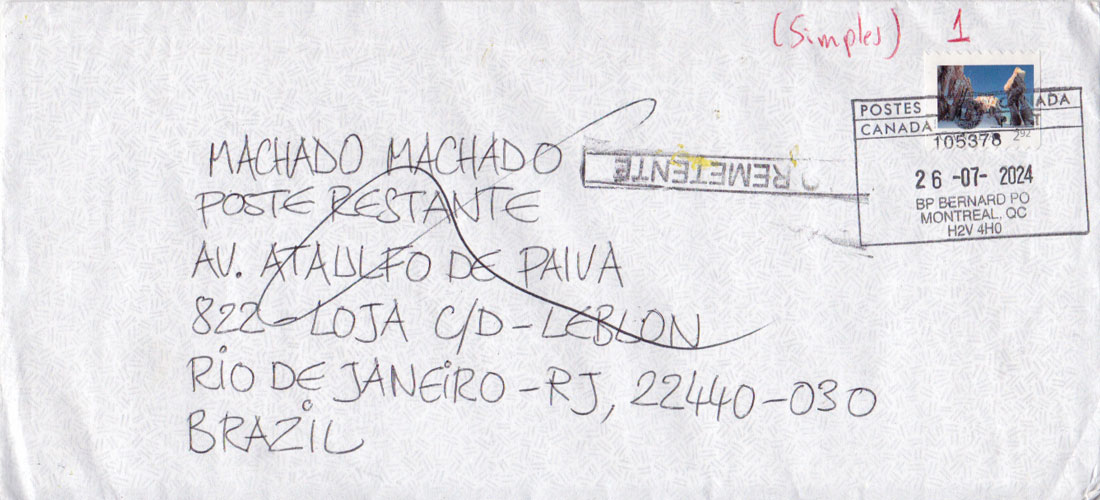 (Simples) 1
POSTES CANADA
CANADA
105378
26-07-2024
BP BERNARD PO
MONTREAL, QC
H2V 4H0
REMETENTE
MACHADO MACHADO
POSTE RESTANTE
AV. ATAULFO DE PAIVA
822 - LOJA C/D - LEBLON
RIO DE JANEIRO - RJ, 22440-030
BRAZIL